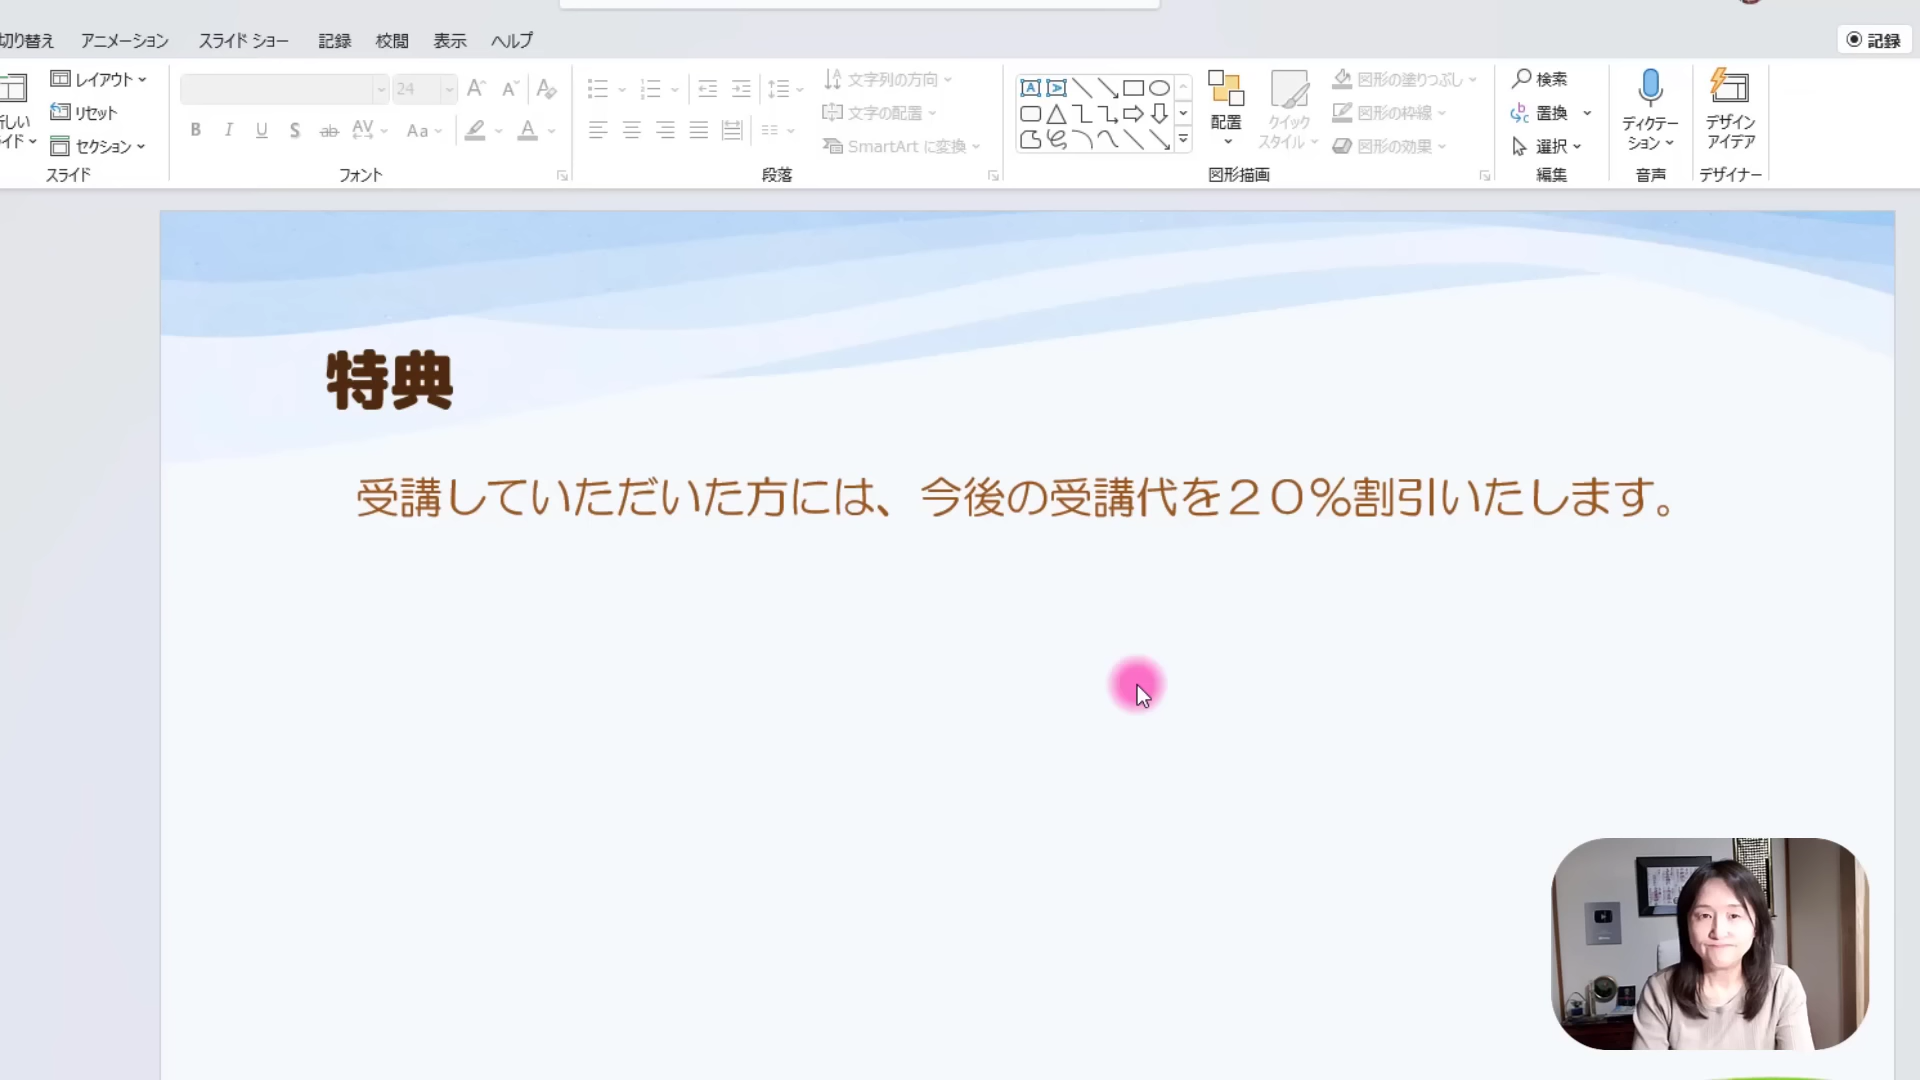 切り替え アニメーション スライド ショー 記録 校閲 表示 ヘルプ 記録
レイアウト
リセット
セクション
スライド
24
B I U S ab AV Aa A
フォント
文字列の方向
文字の配置
SmartArt に変換
段落
配置
クイック
スタイル
図形の塗りつぶし
図形の枠線
図形の効果
図形描画
検索
置換
選択
編集
ディクテー
ション
音声
デザイン
アイデア
デザイナー
特典
受講していただいた方には、今後の受講代を２０％割引いたします。